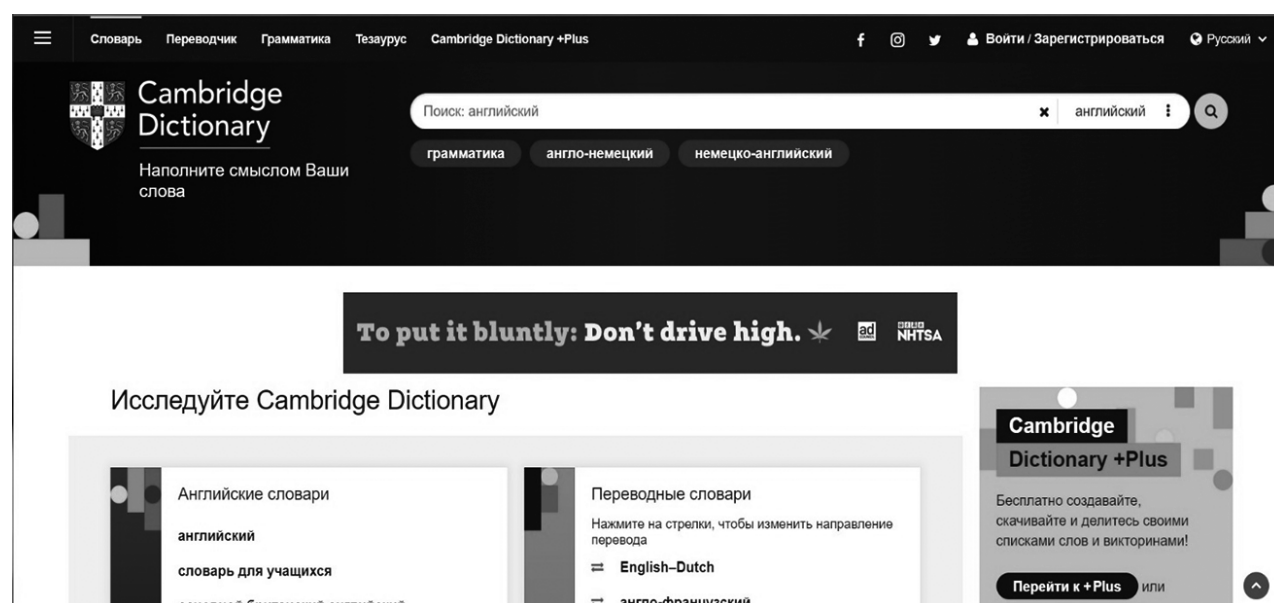 Словарь Переводчик Грамматика Тезаурус Cambridge Dictionary +Plus Войти / Зарегистрироваться Русский
Cambridge
Dictionary
Наполните смыслом Ваши
слова
Поиск: английский английский
грамматика англо-немецкий немецко-английский
To put it bluntly: Don't drive high. ad NHTSA
Исследуйте Cambridge Dictionary
Английские словари
английский
словарь для учащихся
Переводные словари
Нажмите на стрелки, чтобы изменить направление
перевода
English–Dutch
англо-французский
Cambridge
Dictionary +Plus
Бесплатно создавайте,
скачивайте и делитесь своими
списками слов и викторинами!
Перейти к +Plus или